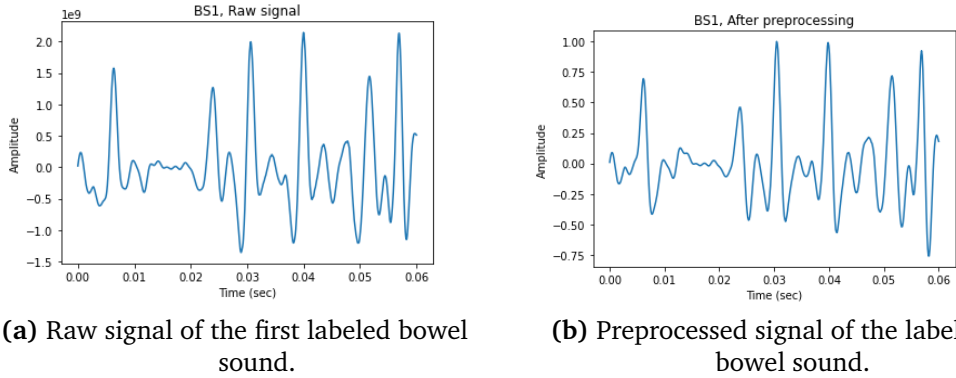 BS1, Raw signal
1e9
2.0
1.5
1.0
0.5
0.0
−0.5
−1.0
−1.5
Amplitude
0.00 0.01 0.02 0.03 0.04 0.05 0.06
Time (sec)
(a) Raw signal of the first labeled bowel
sound.
BS1, After preprocessing
1.00
0.75
0.50
0.25
0.00
−0.25
−0.50
−0.75
Amplitude
0.00 0.01 0.02 0.03 0.04 0.05 0.06
Time (sec)
(b) Preprocessed signal of the label
bowel sound.